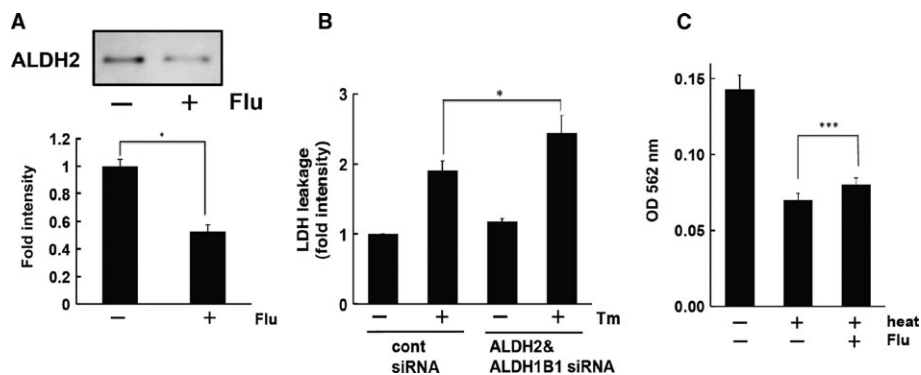 A
ALDH2
− + Flu
*
Fold intensity
1.2
1
0.8
0.6
0.4
0.2
0
− + Flu
B
*
LDH leakage
(fold intensity)
3
2
1
0
− + − + Tm
cont
siRNA
ALDH2&
ALDH1B1 siRNA
C
***
OD 562 nm
0.15
0.10
0.05
0.00
− + + heat
− − + Flu